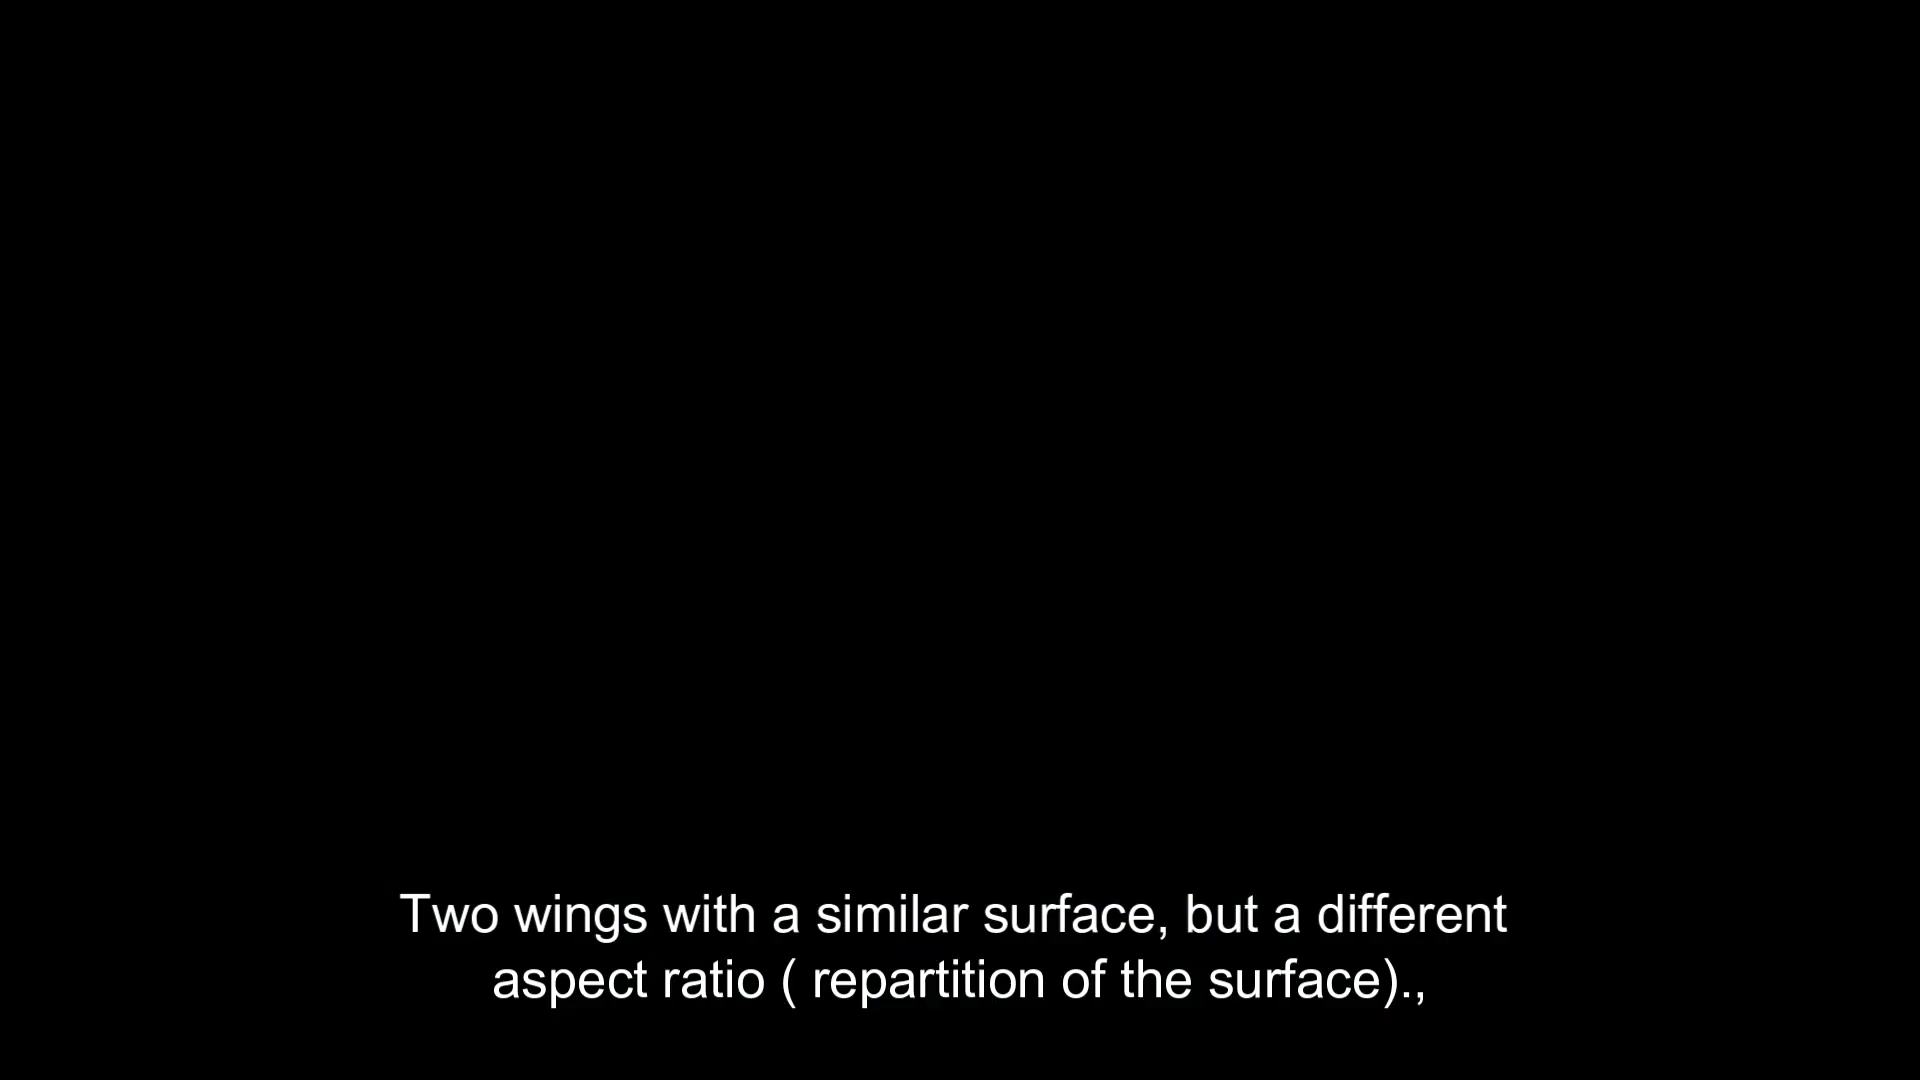 Two wings with a similar surface, but a different
aspect ratio ( repartition of the surface).,